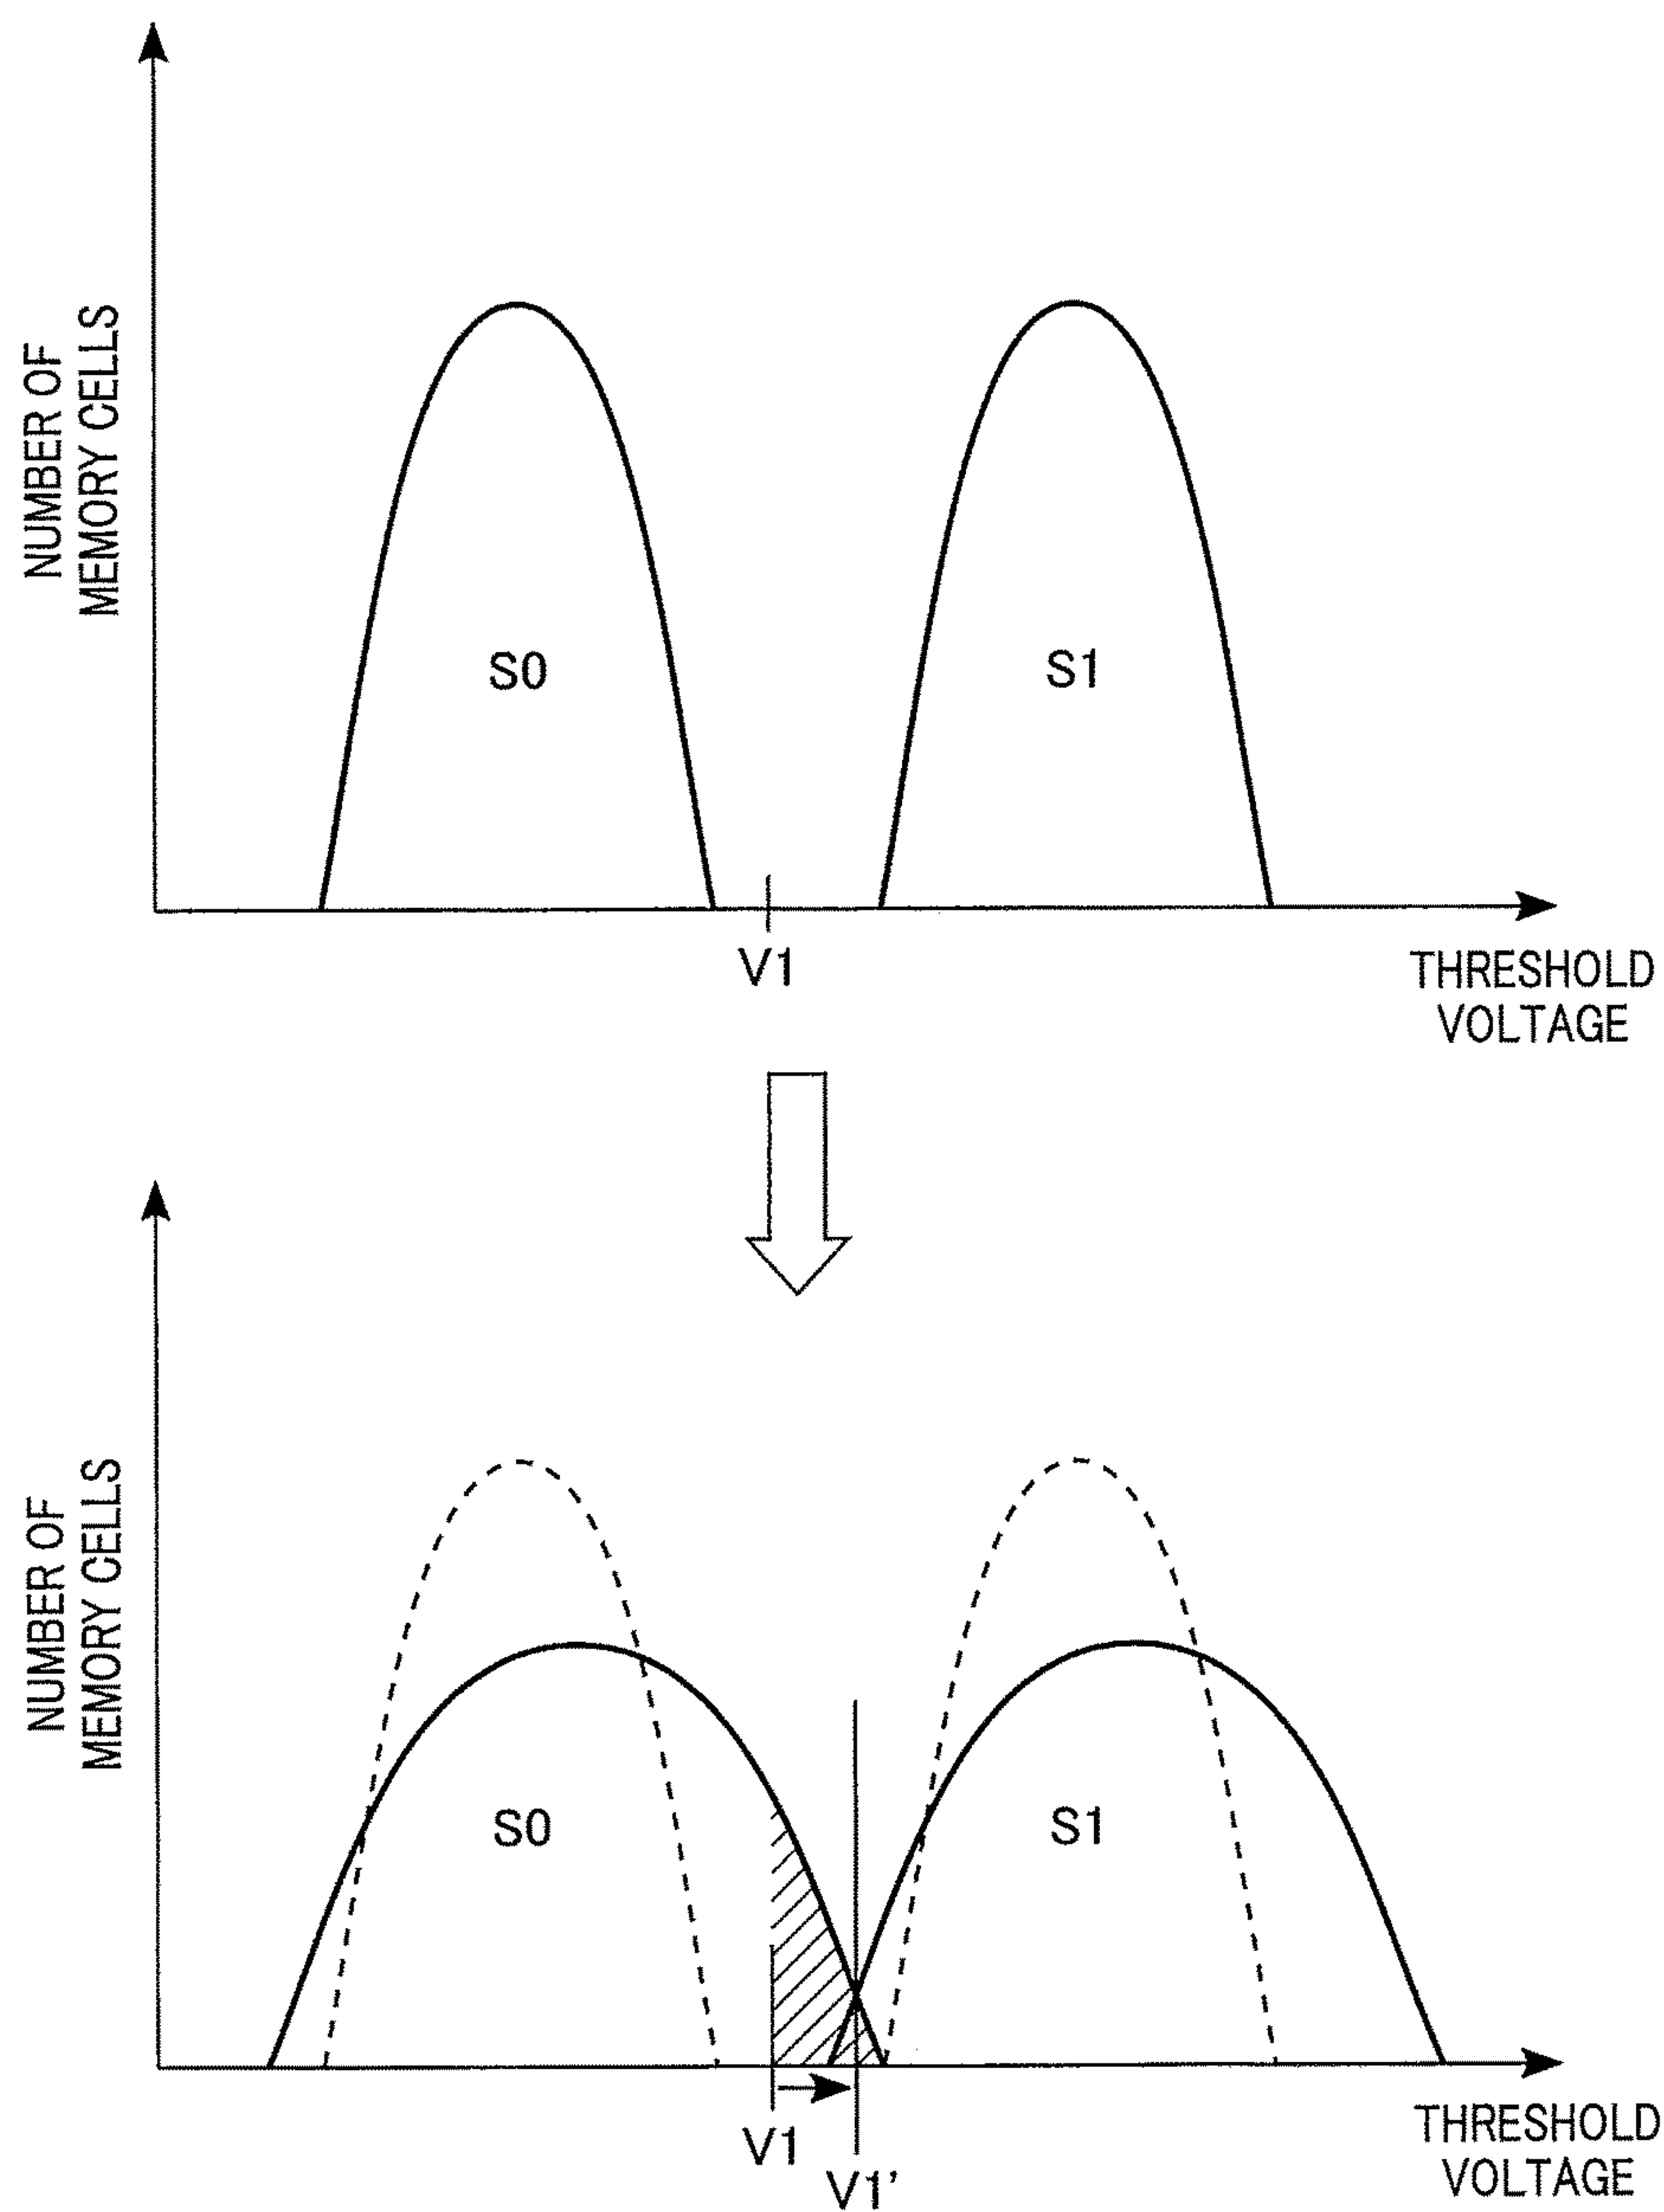 NUMBER OF
MEMORY CELLS
S0
S1
V1
THRESHOLD
VOLTAGE
NUMBER OF
MEMORY CELLS
S0
S1
V1
V1'
THRESHOLD
VOLTAGE